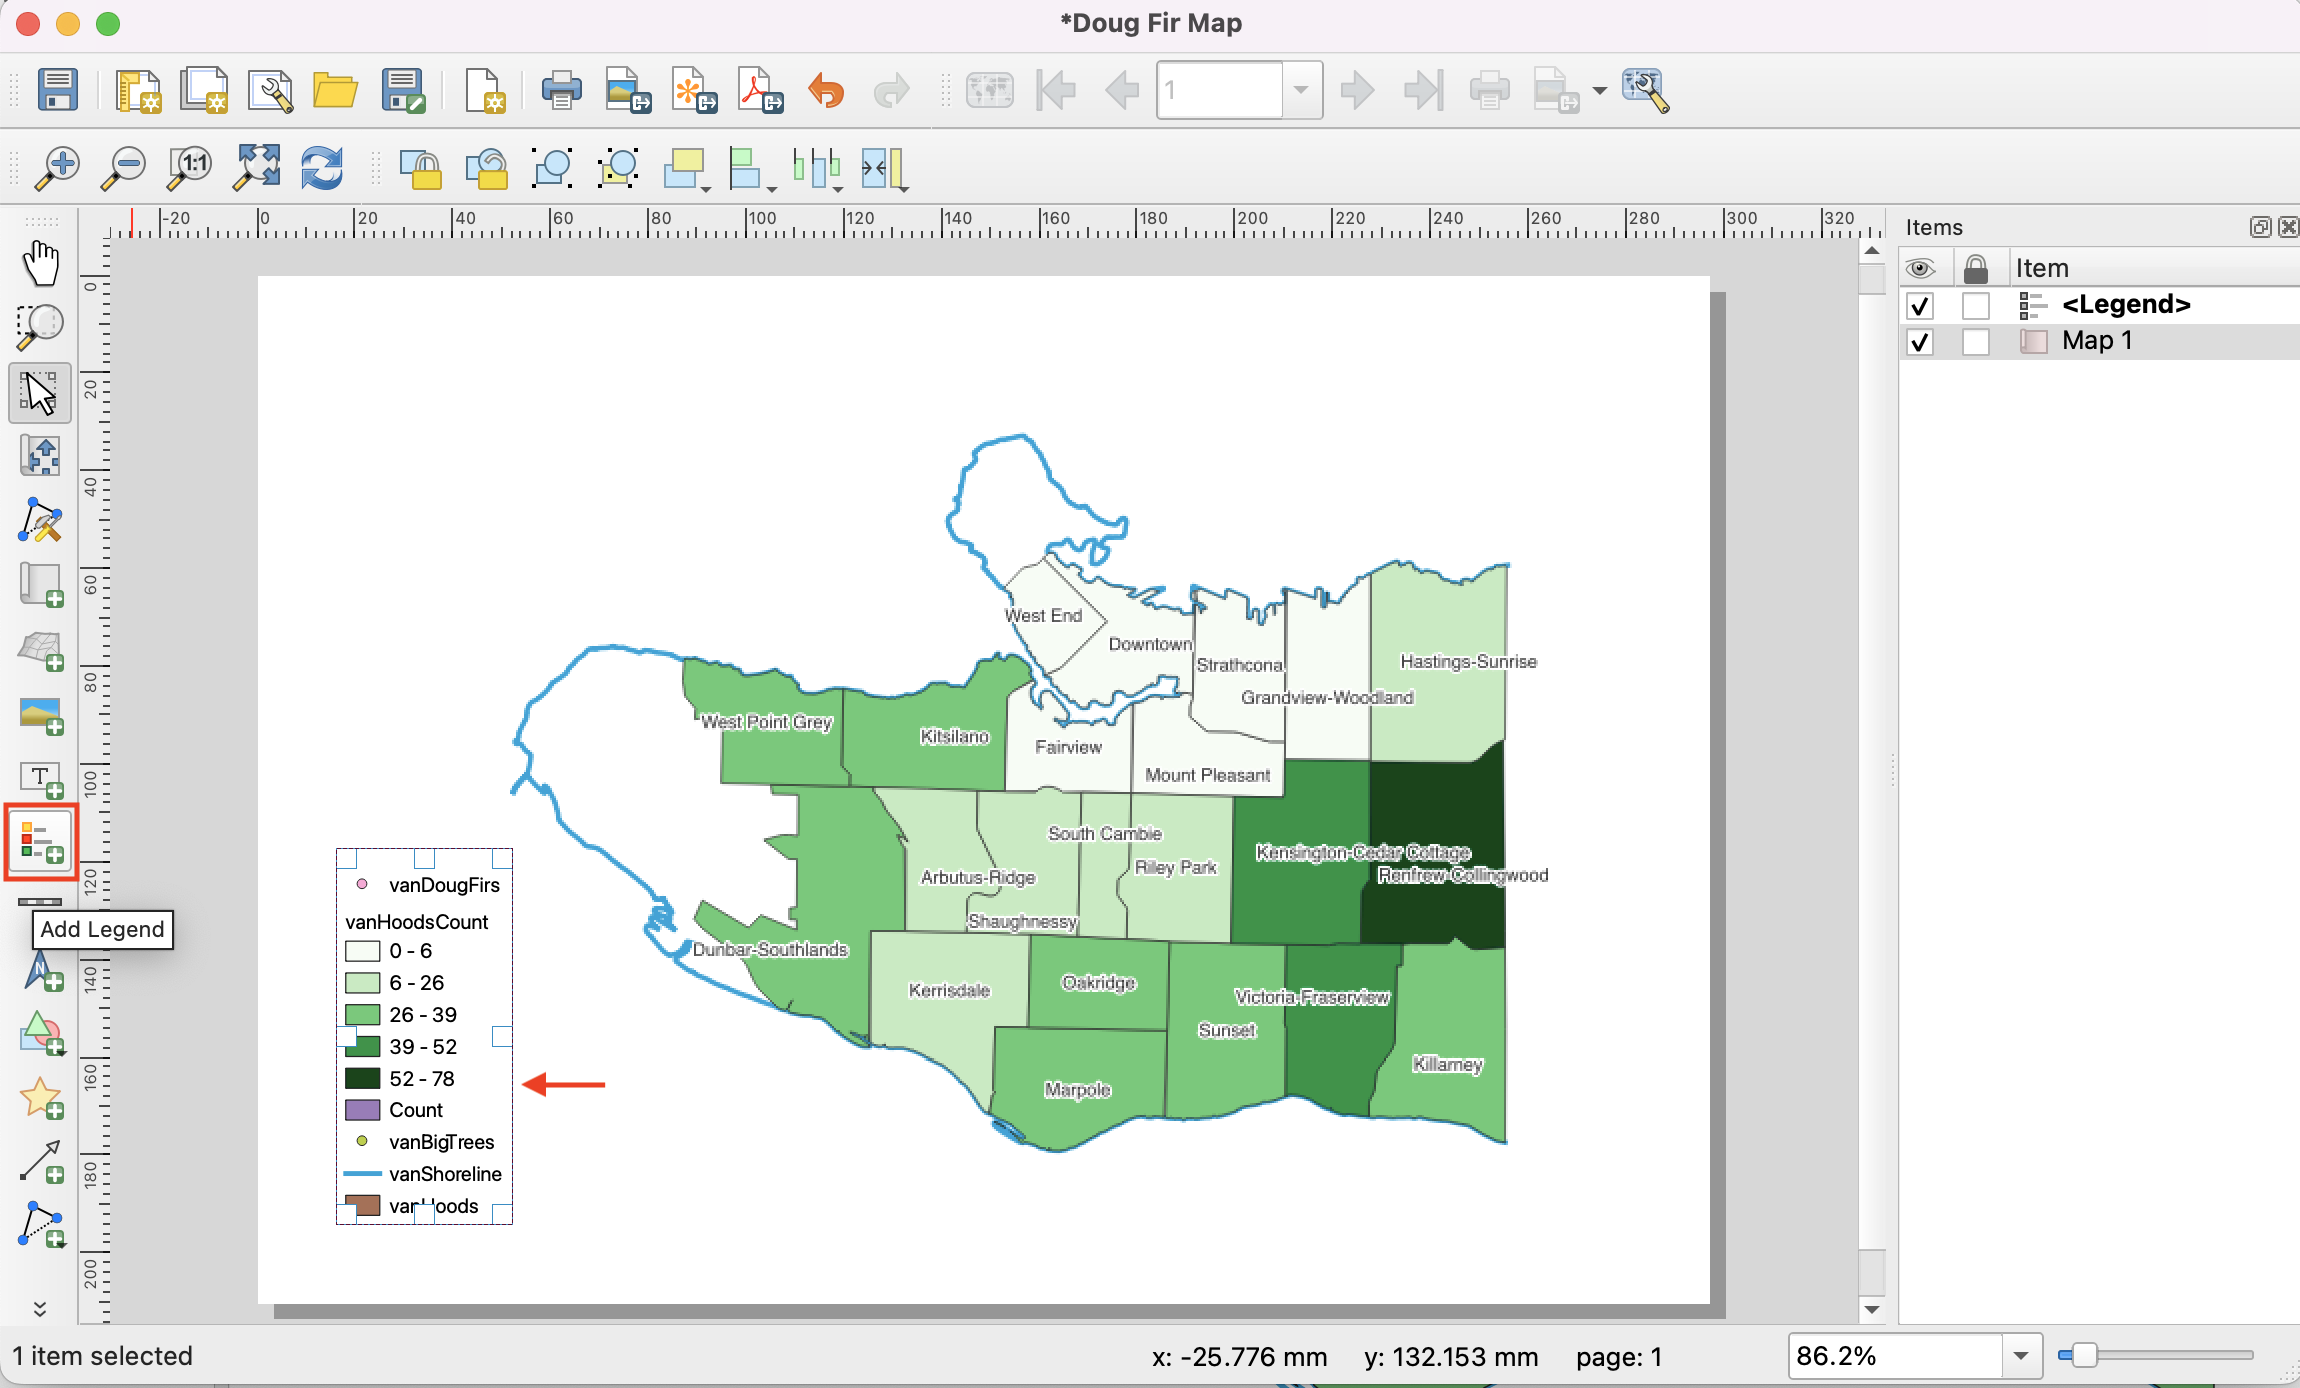 *Doug Fir Map
1
1:1
-20 0 20 40 60 80 100 120 140 160 180 200 220 240 260 280 300 320
Items
Item
<Legend>
Map 1
0
20
40
60
80
100
120
140
160
180
200
T
Add Legend
N
West End
Downtown
Strathcona
Hastings-Sunrise
Grandview-Woodland
West Point Grey
Kitsilano
Fairview
Mount Pleasant
South Cambie
Kensington-Cedar Cottage
Riley Park
Renfrew-Collingwood
Arbutus-Ridge
Shaughnessy
Dunbar-Southlands
Oakridge
Kerrisdale
Victoria-Fraserview
Sunset
Killarney
Marpole
vanDougFirs
vanHoodsCount
0 - 6
6 - 26
26 - 39
39 - 52
52 - 78
Count
vanBigTrees
vanShoreline
vanHoods
1 item selected
x: -25.776 mm y: 132.153 mm page: 1
86.2%